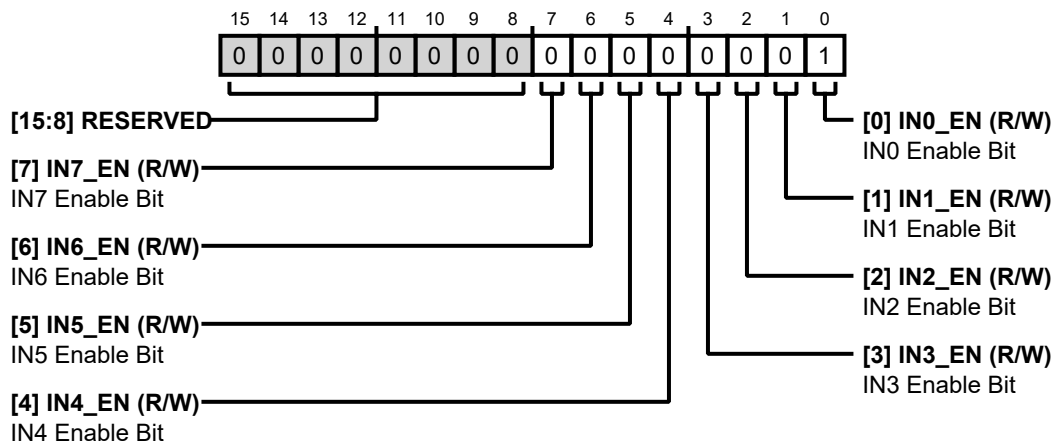 15 14 13 12 11 10 9 8 7 6 5 4 3 2 1 0
0 0 0 0 0 0 0 0 0 0 0 0 0 0 0 1
[15:8] RESERVED
[7] IN7_EN (R/W)
IN7 Enable Bit
[6] IN6_EN (R/W)
IN6 Enable Bit
[5] IN5_EN (R/W)
IN5 Enable Bit
[4] IN4_EN (R/W)
IN4 Enable Bit
[0] IN0_EN (R/W)
IN0 Enable Bit
[1] IN1_EN (R/W)
IN1 Enable Bit
[2] IN2_EN (R/W)
IN2 Enable Bit
[3] IN3_EN (R/W)
IN3 Enable Bit